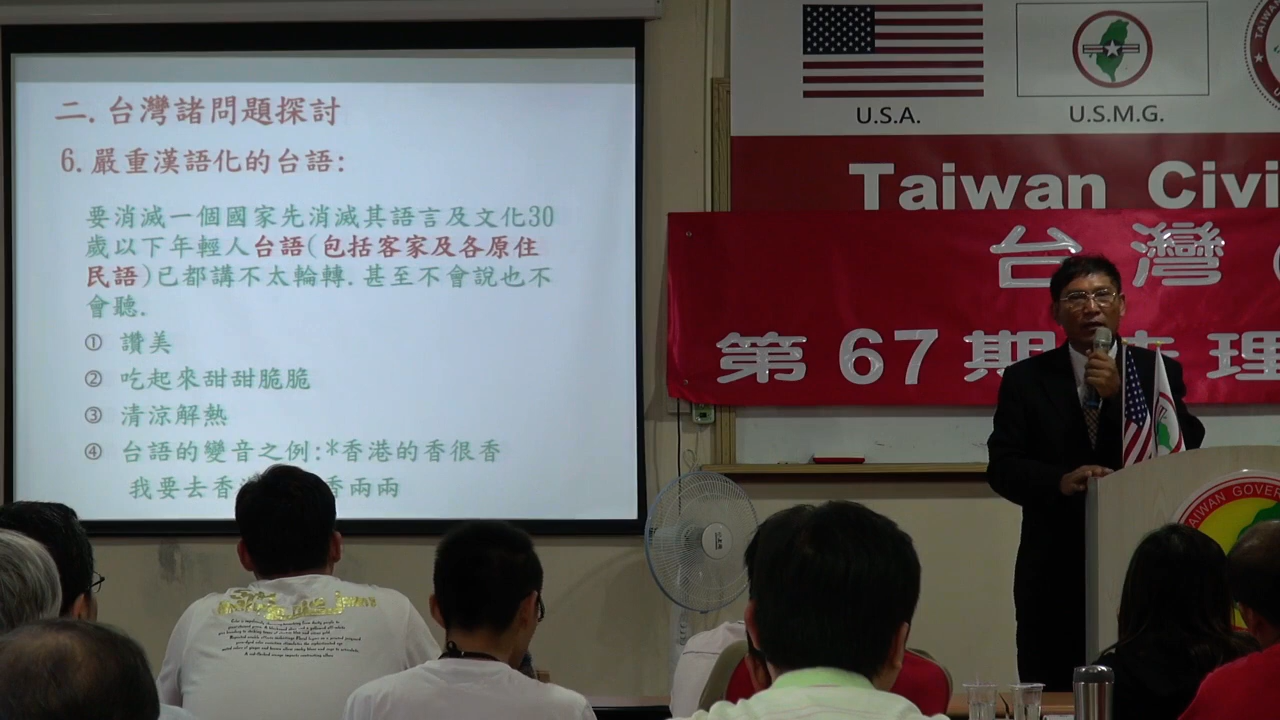 二. 台灣諸問題探討
6. 嚴重漢語化的台語:
要消滅一個國家先消滅其語言及文化30
歲以下年輕人台語(包括客家及各原住
民語)已都講不太輪轉. 甚至不會說也不
會聽.
① 讚美
② 吃起來甜甜脆脆
③ 清涼解熱
④ 台語的變音之例:*香港的香很香
我要去香 香兩兩
U.S.A.
U.S.M.G.
Taiwan Civi
台灣
第67期 理
TAIWAN GOVER